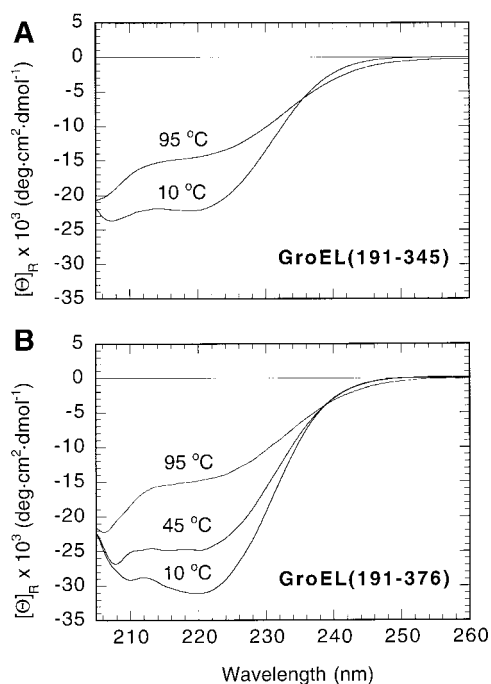 A
5
0
-5
-10
-15
-20
-25
-30
-35
[Θ]R x 10³ (deg·cm²·dmol⁻¹)
95 °C
10 °C
GroEL(191-345)
B
5
0
-5
-10
-15
-20
-25
-30
-35
[Θ]R x 10³ (deg·cm²·dmol⁻¹)
95 °C
45 °C
10 °C
GroEL(191-376)
210 220 230 240 250 260
Wavelength (nm)